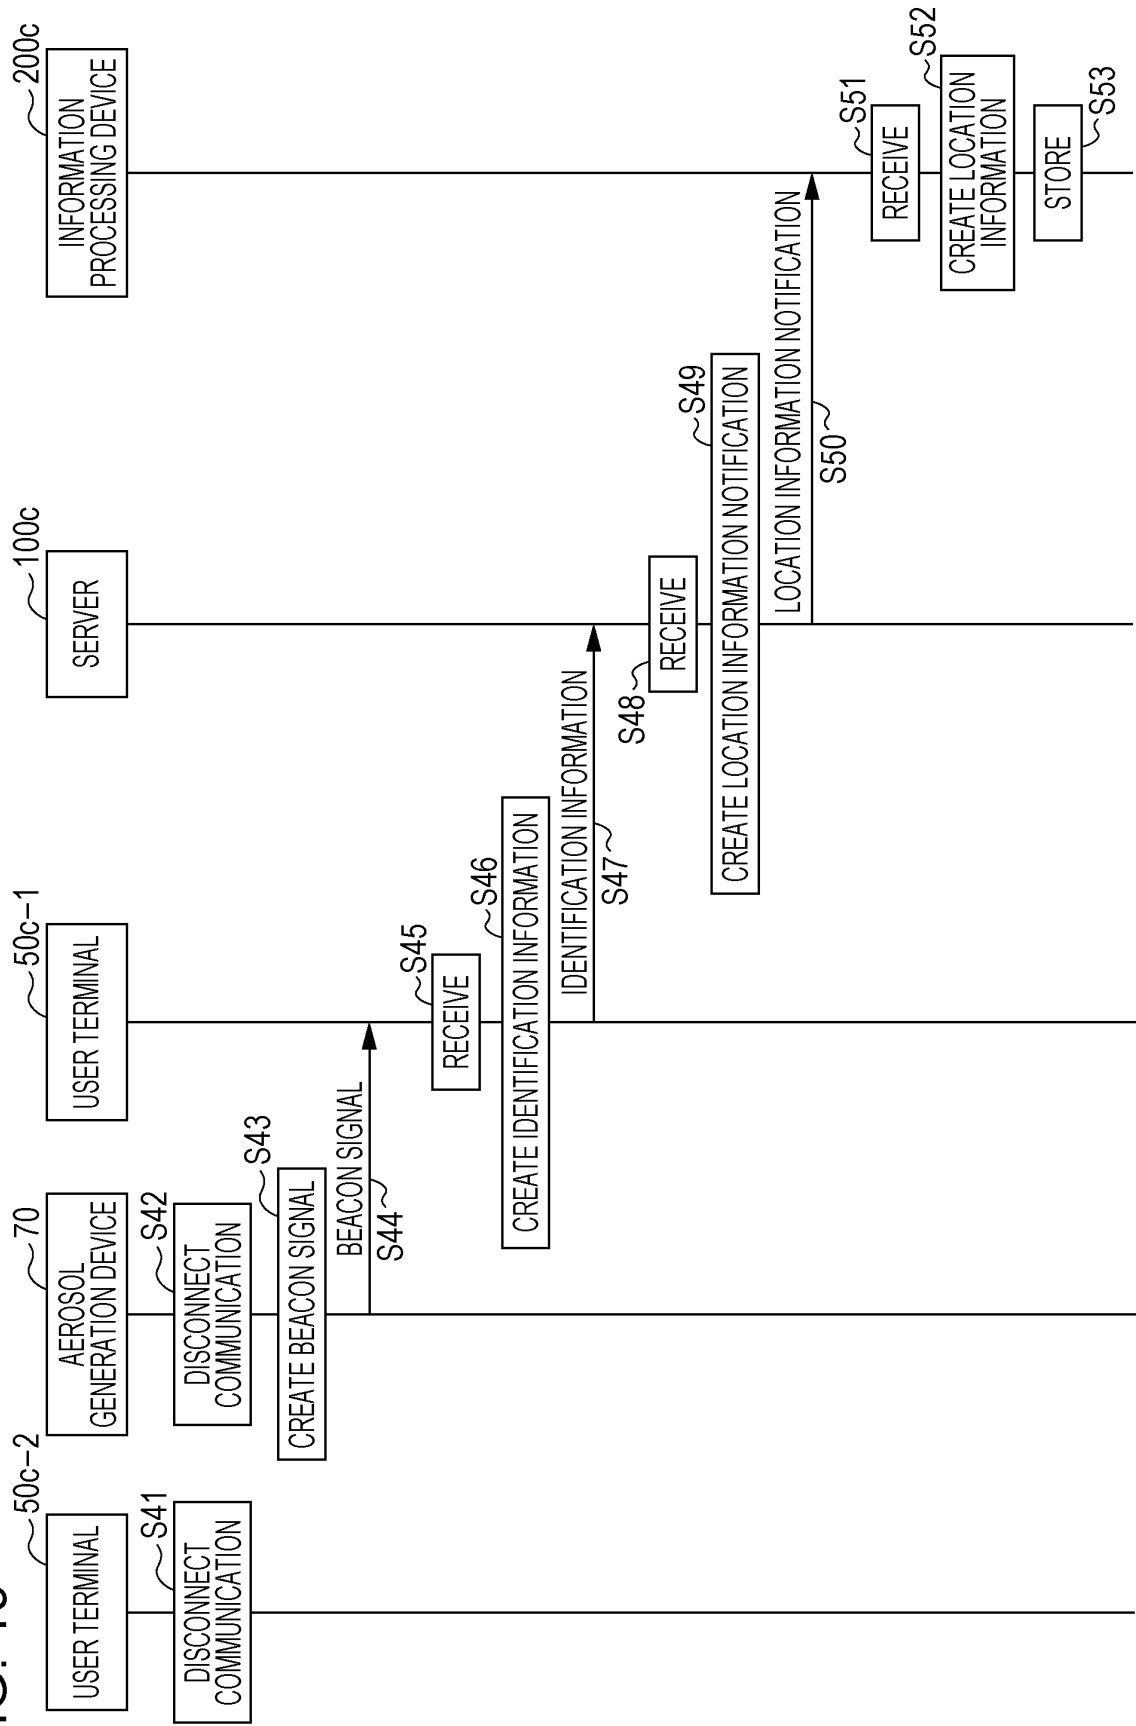 50c-2
USER TERMINAL
70
AEROSOL
GENERATION DEVICE
50c-1
USER TERMINAL
100c
SERVER
200c
INFORMATION
PROCESSING DEVICE
S41
DISCONNECT
COMMUNICATION
S42
DISCONNECT
COMMUNICATION
S43
CREATE BEACON SIGNAL
BEACON SIGNAL
S44
S45
RECEIVE
S46
CREATE IDENTIFICATION INFORMATION
IDENTIFICATION INFORMATION
S47
S48
RECEIVE
S49
CREATE LOCATION INFORMATION NOTIFICATION
LOCATION INFORMATION NOTIFICATION
S50
S51
RECEIVE
S52
CREATE LOCATION
INFORMATION
STORE
S53